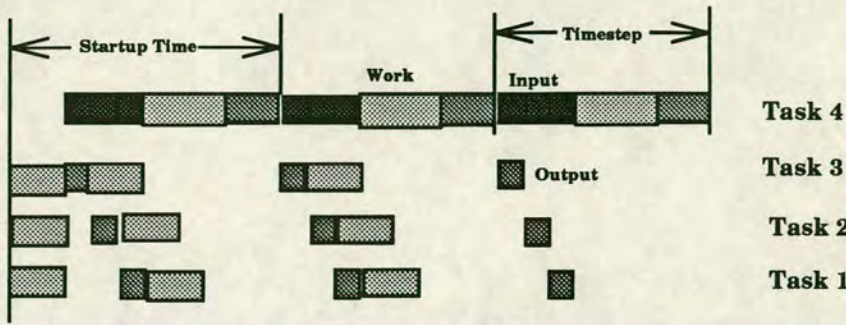 Startup Time
Timestep
Work
Input
Task 4
Task 3
Output
Task 2
Task 1